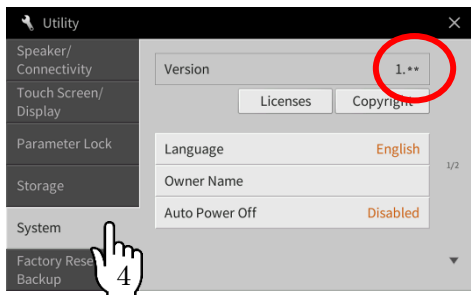 Utility
Speaker/
Connectivity
Touch Screen/
Display
Parameter Lock
Storage
System
Factory Rese
Backup
Version 1.**
Licenses Copyright
Language English
Owner Name
Auto Power Off Disabled
1/2
4